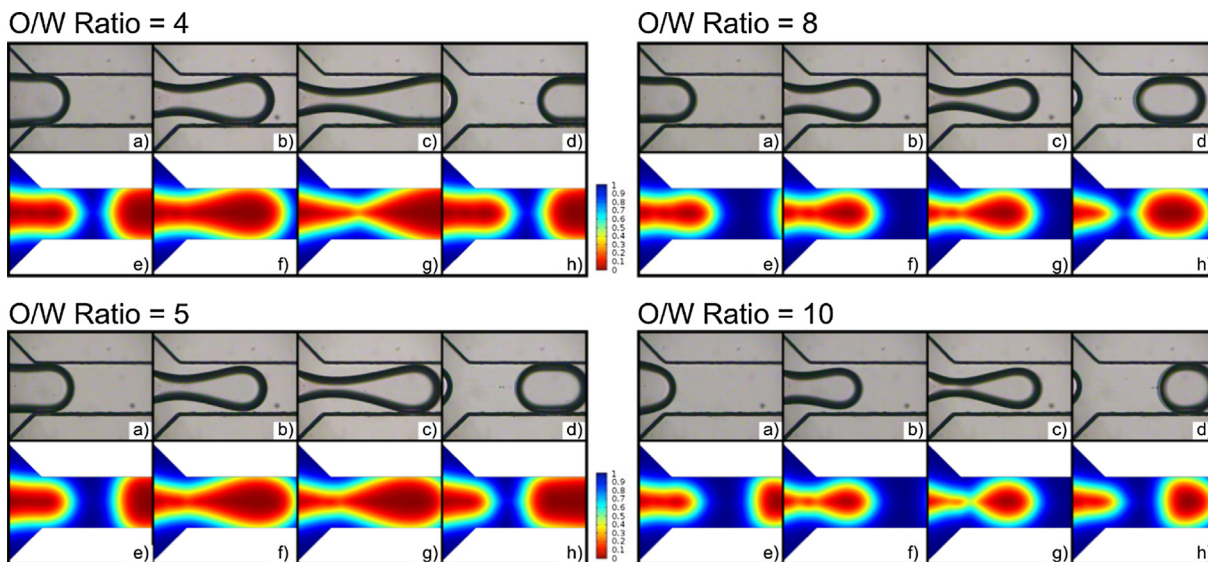 O/W Ratio = 4
a) b) c) d)
e) f) g) h)
1
0.9
0.8
0.7
0.6
0.5
0.4
0.3
0.2
0.1
0
O/W Ratio = 8
a) b) c) d
e) f) g) h
O/W Ratio = 5
a) b) c) d)
e) f) g) h)
1
0.9
0.8
0.7
0.6
0.5
0.4
0.3
0.2
0.1
0
O/W Ratio = 10
a) b) c) d)
e) f) g) h